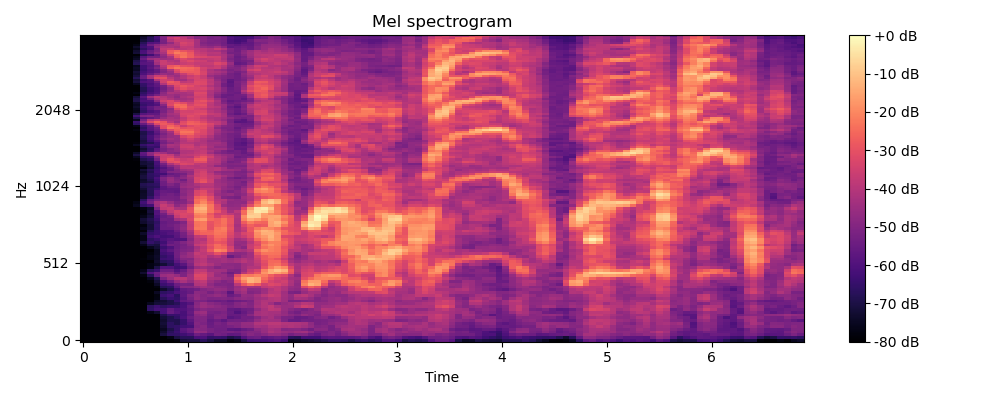 Mel spectrogram
+0 dB
-10 dB
-20 dB
-30 dB
-40 dB
-50 dB
-60 dB
-70 dB
-80 dB
2048
1024
512
0
Hz
0 1 2 3 4 5 6
Time